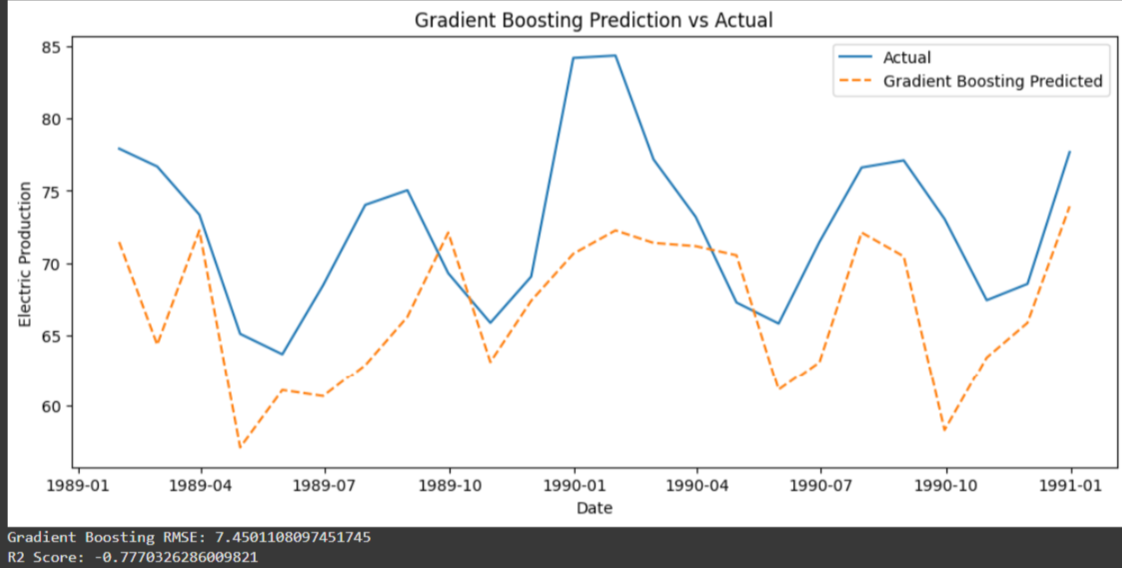 Gradient Boosting Prediction vs Actual
Actual
Gradient Boosting Predicted
85
80
75
70
65
60
Electric Production
1989-01 1989-04 1989-07 1989-10 1990-01 1990-04 1990-07 1990-10 1991-01
Date
Gradient Boosting RMSE: 7.4501108097451745
R2 Score: -0.7770326286009821